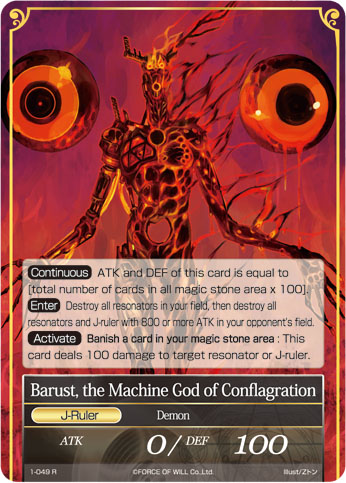 Continuous ATK and DEF of this card is equal to
[total number of cards in all magic stone area x 100].
Enter Destroy all resonators in your field, then destroy all
resonators and J-ruler with 800 or more ATK in your opponent's field.
Activate Banish a card in your magic stone area : This
card deals 100 damage to target resonator or J-ruler.
Barust, the Machine God of Conflagration
J-Ruler Demon
ATK 0 / DEF 100
1-049 R ©FORCE OF WILL Co.,Ltd. Illust/Zトン